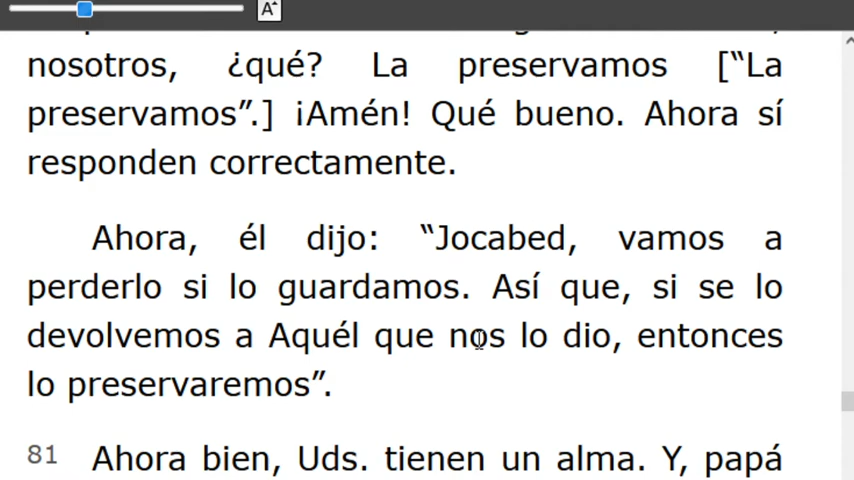 A
nosotros, ¿qué? La preservamos [“La
preservamos”.] ¡Amén! Qué bueno. Ahora sí
responden correctamente.
Ahora, él dijo: “Jocabed, vamos a
perderlo si lo guardamos. Así que, si se lo
devolvemos a Aquél que nos lo dio, entonces
lo preservaremos”.
81 Ahora bien, Uds. tienen un alma. Y, papá